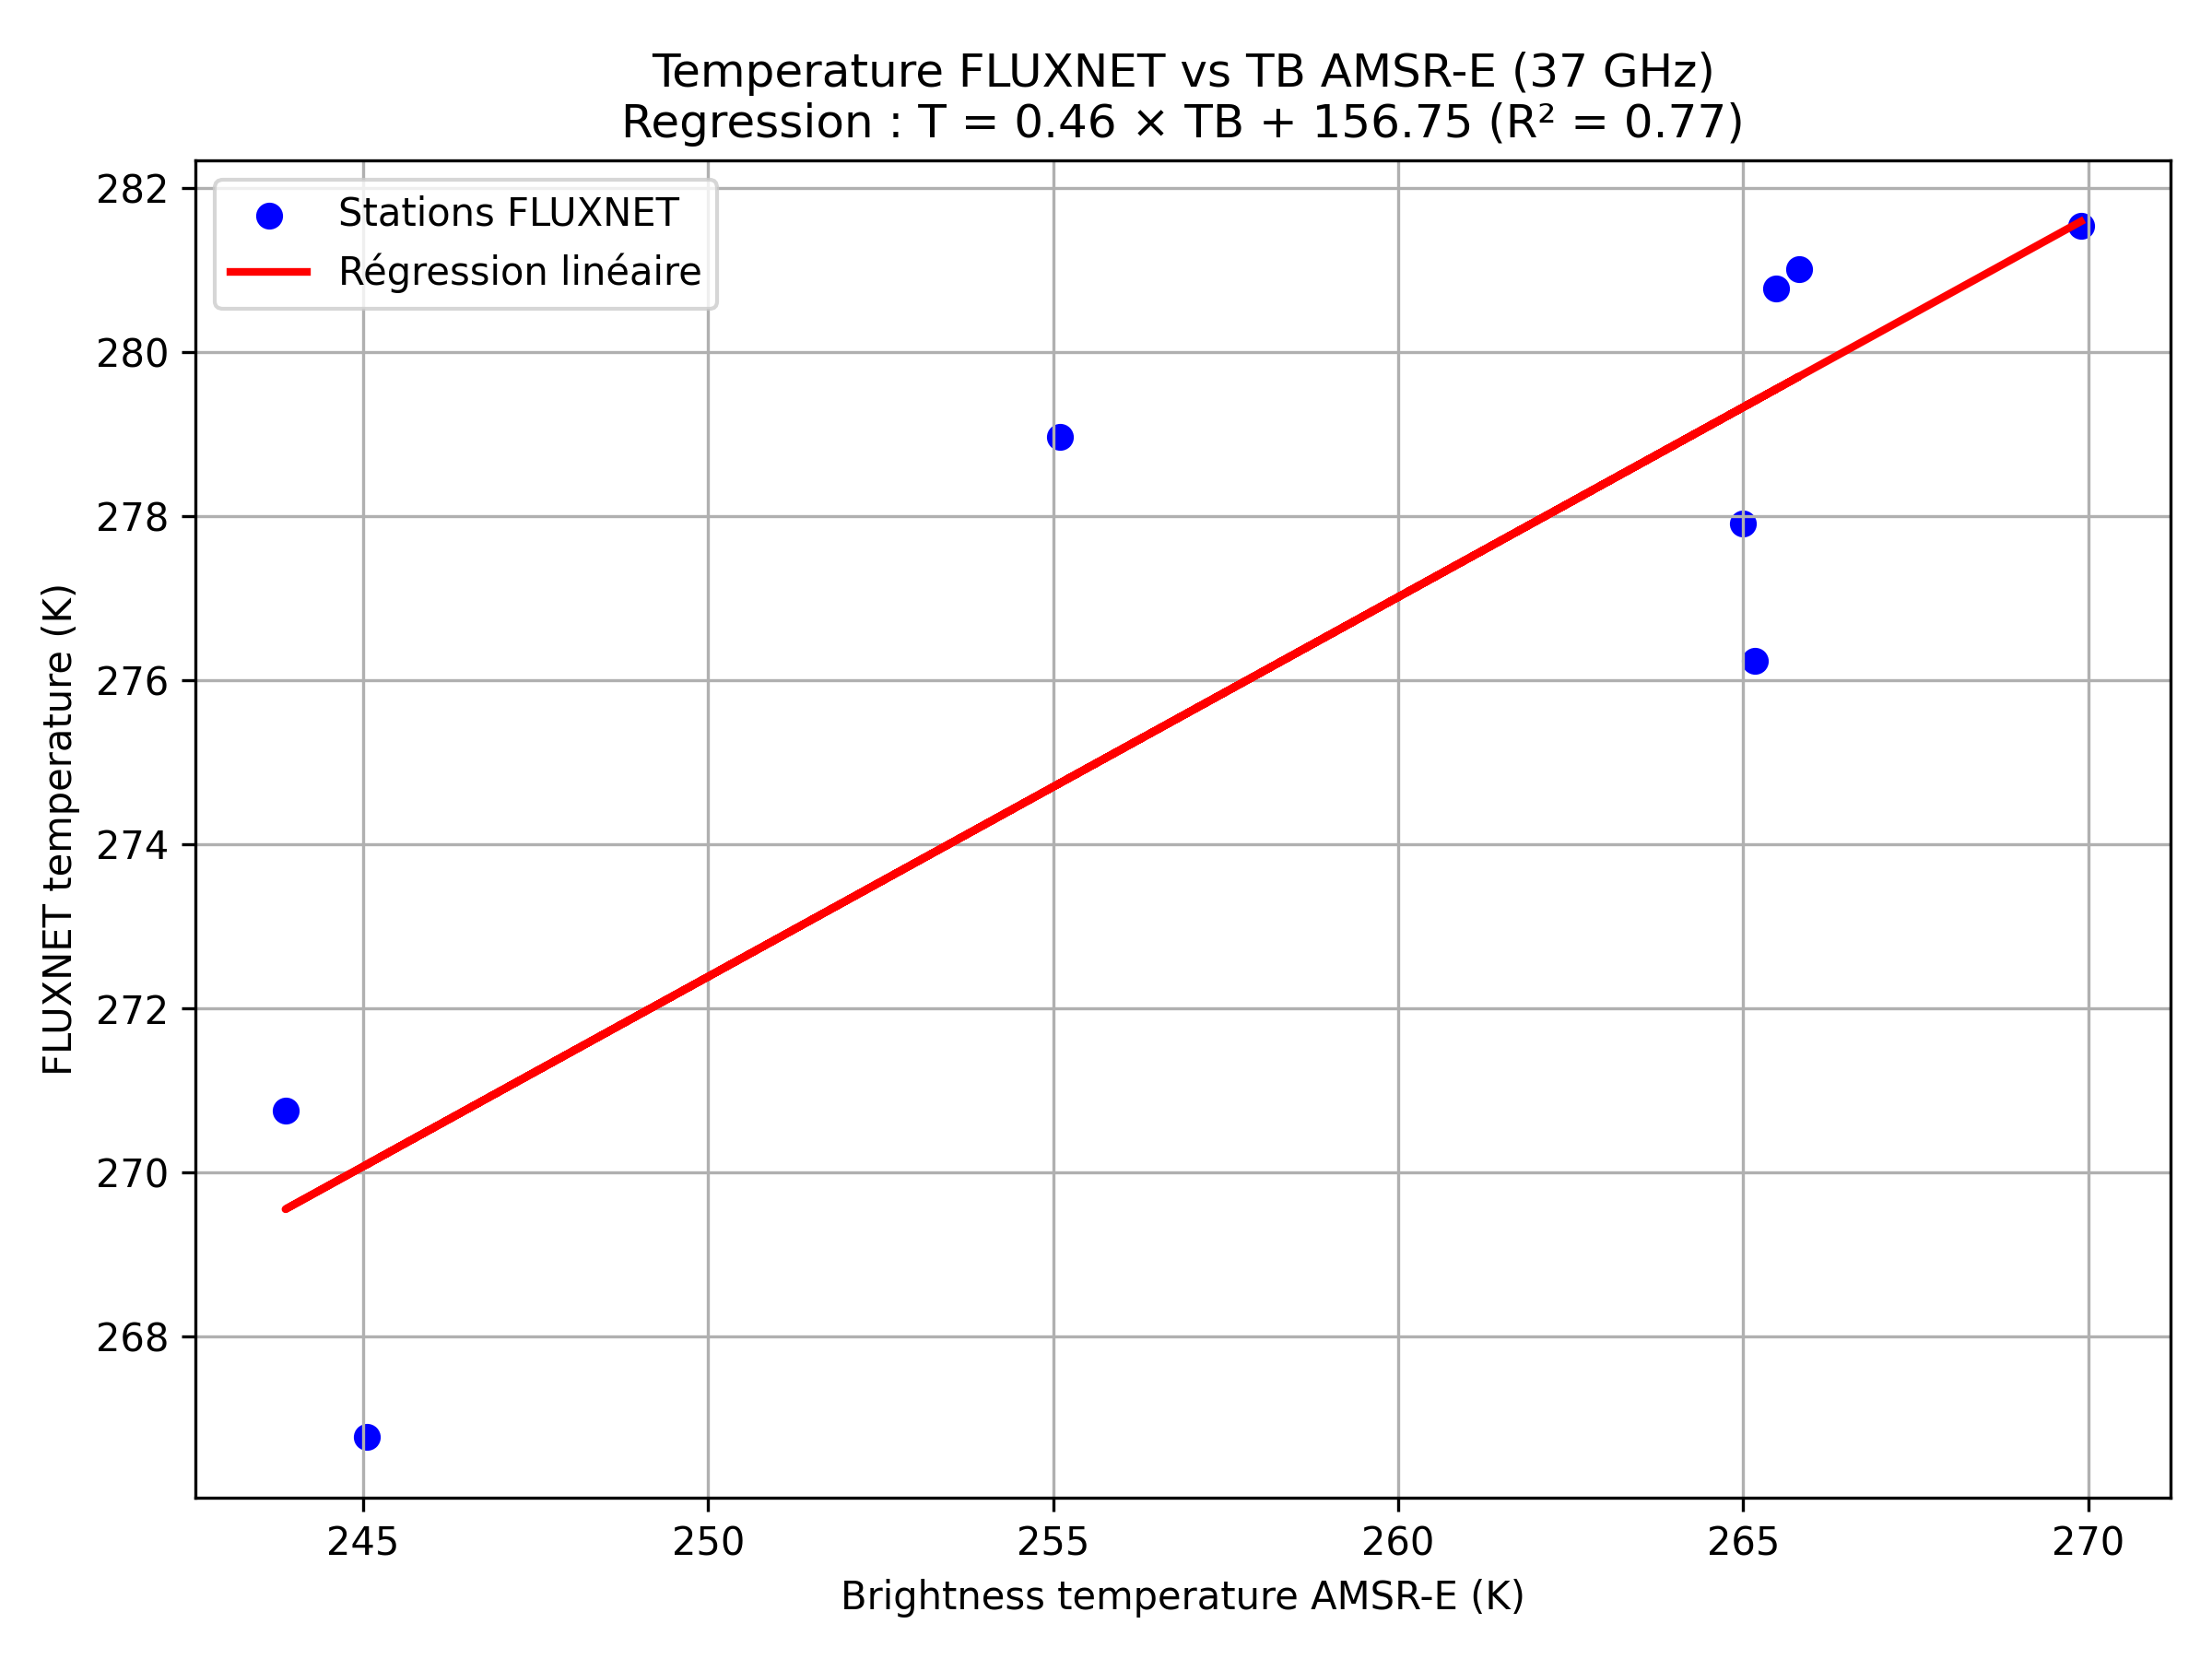 Temperature FLUXNET vs TB AMSR-E (37 GHz)
Regression : T = 0.46 × TB + 156.75 (R² = 0.77)
Stations FLUXNET
Régression linéaire
282
280
278
276
274
272
270
268
FLUXNET temperature (K)
245 250 255 260 265 270
Brightness temperature AMSR-E (K)